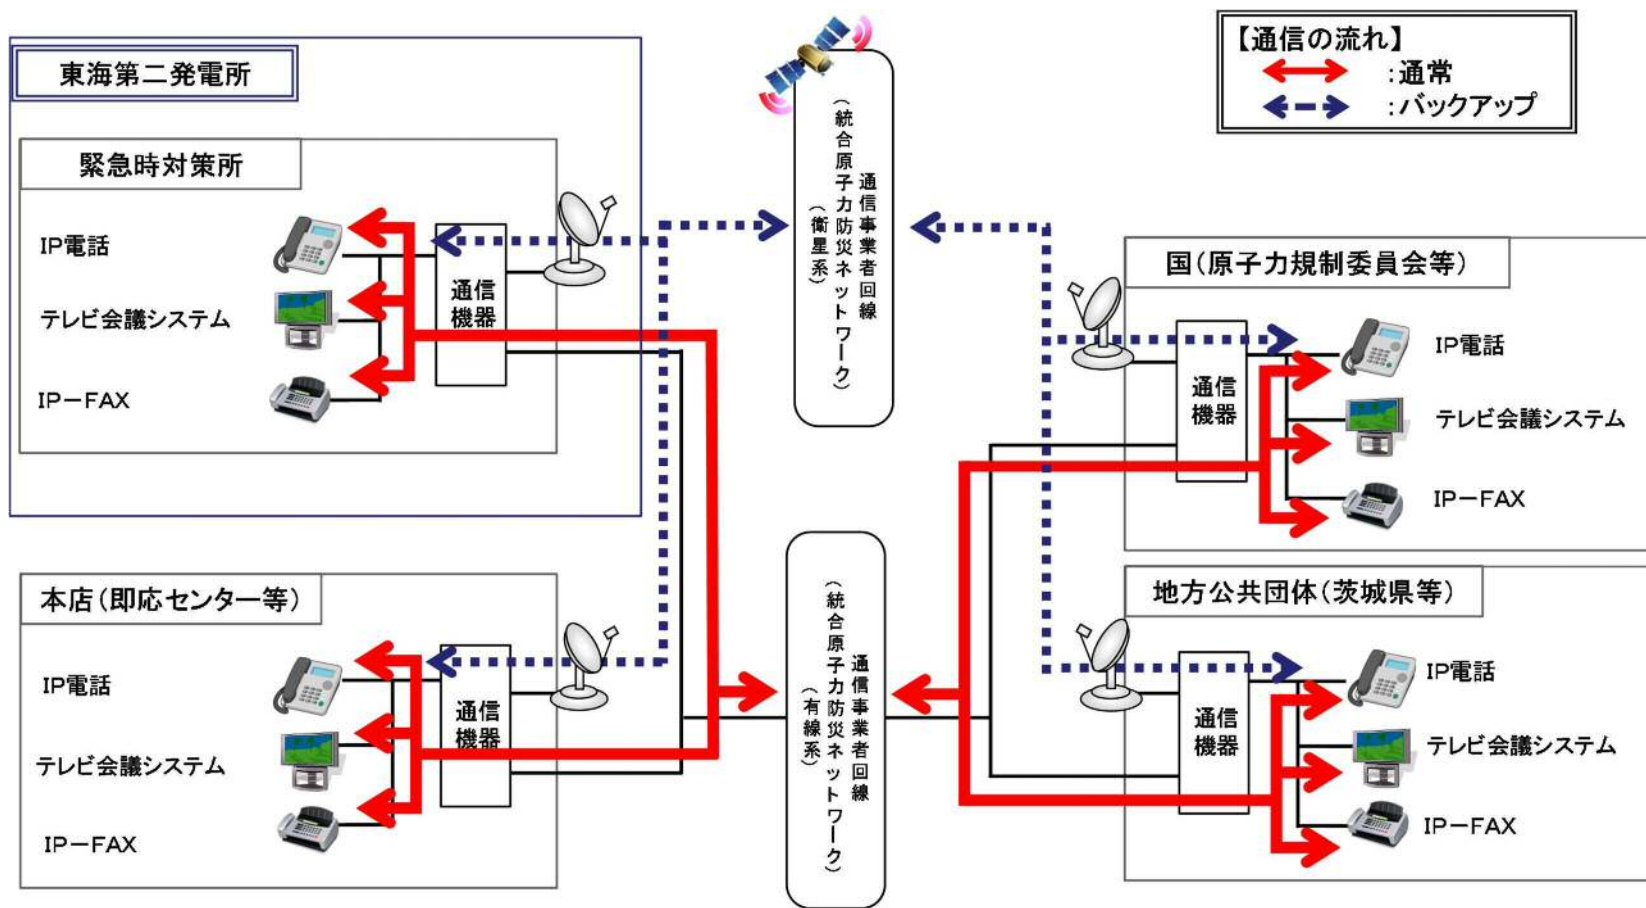 東海第二発電所
緊急時対策所
IP電話
テレビ会議システム
IP－FAX
通信
機器
本店（即応センター等）
IP電話
テレビ会議システム
IP－FAX
通信
機器
通信事業者回線
（統合原子力防災ネットワーク）
（衛星系）
通信事業者回線
（統合原子力防災ネットワーク）
（有線系）
【通信の流れ】
：通常
：バックアップ
国（原子力規制委員会等）
通信
機器
IP電話
テレビ会議システム
IP－FAX
地方公共団体（茨城県等）
通信
機器
IP電話
テレビ会議システム
IP－FAX